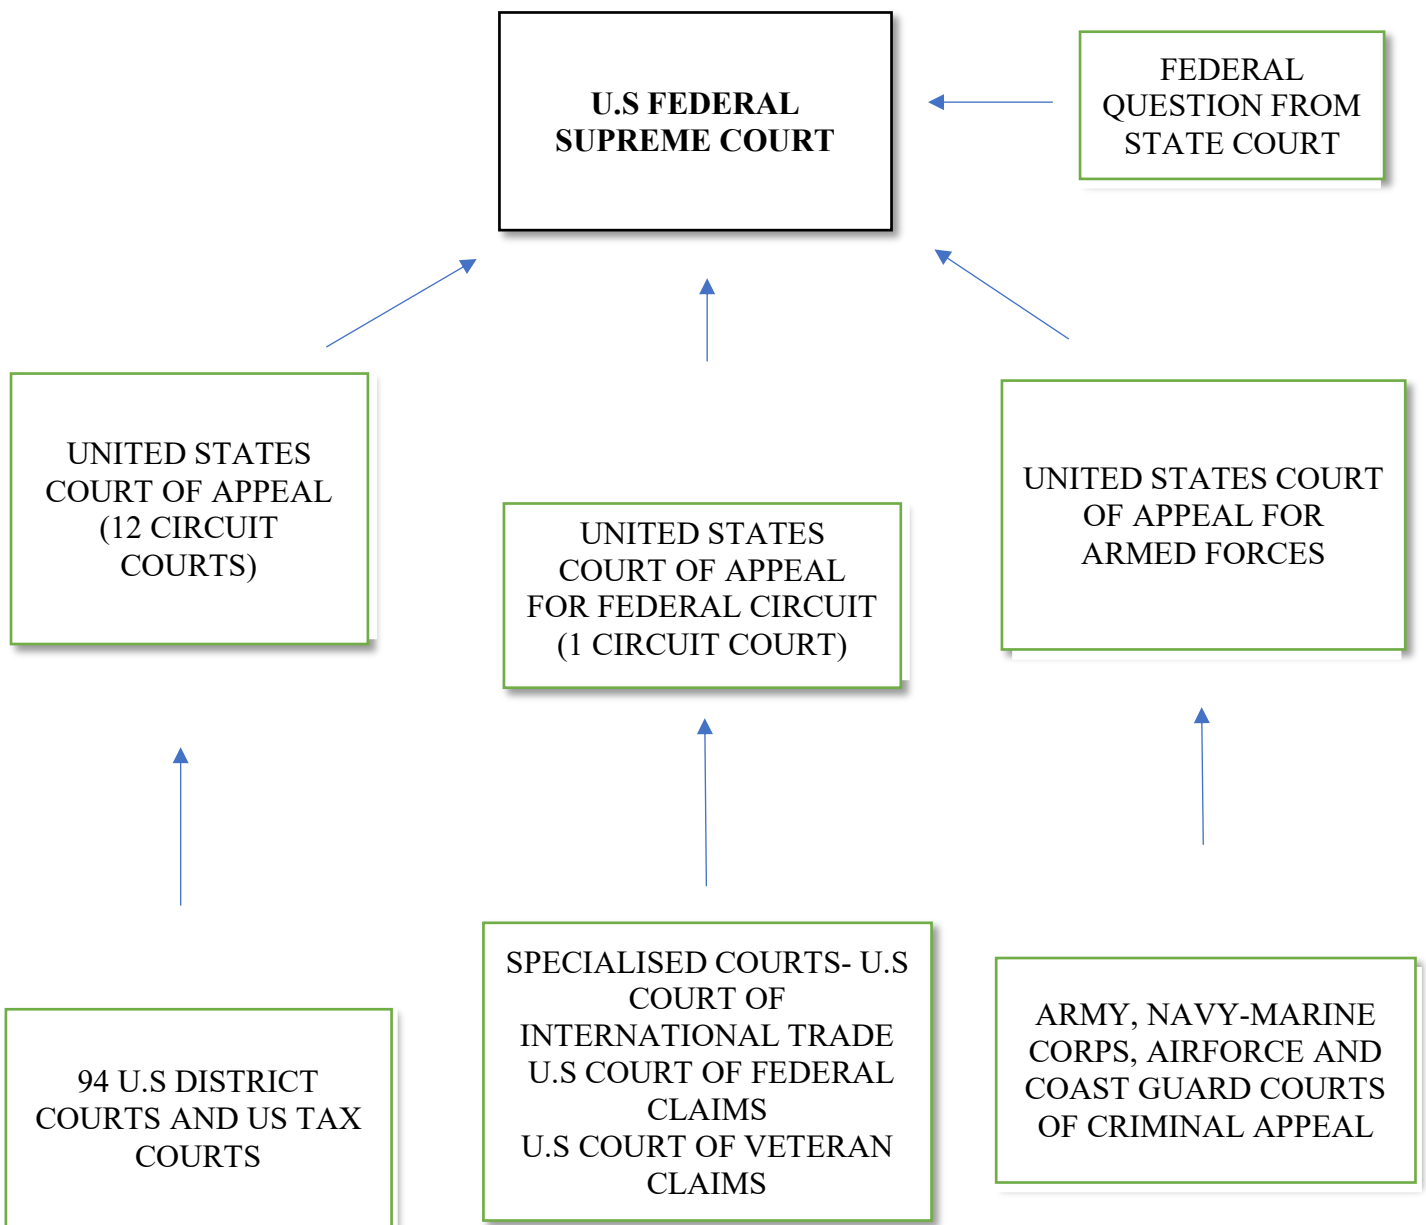 U.S FEDERAL
SUPREME COURT
FEDERAL
QUESTION FROM
STATE COURT
UNITED STATES
COURT OF APPEAL
(12 CIRCUIT
COURTS)
UNITED STATES
COURT OF APPEAL
FOR FEDERAL CIRCUIT
(1 CIRCUIT COURT)
UNITED STATES COURT
OF APPEAL FOR
ARMED FORCES
94 U.S DISTRICT
COURTS AND US TAX
COURTS
SPECIALISED COURTS- U.S
COURT OF
INTERNATIONAL TRADE
U.S COURT OF FEDERAL
CLAIMS
U.S COURT OF VETERAN
CLAIMS
ARMY, NAVY-MARINE
CORPS, AIRFORCE AND
COAST GUARD COURTS
OF CRIMINAL APPEAL